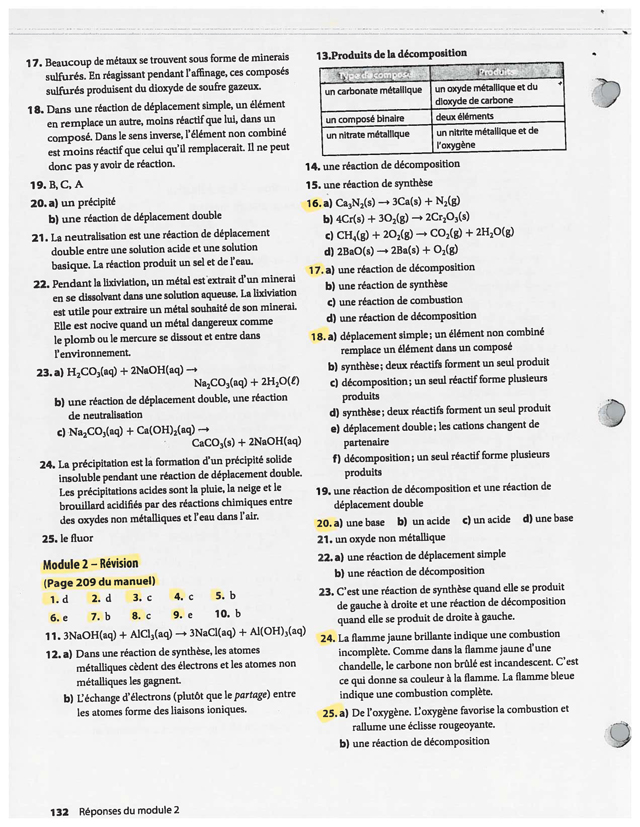 17. Beaucoup de métaux se trouvent sous forme de minerais
sulfurés. En réagissant pendant l'affinage, ces composés
sulfurés produisent du dioxyde de soufre gazeux.
18. Dans une réaction de déplacement simple, un élément
en remplace un autre, moins réactif que lui, dans un
composé. Dans le sens inverse, l'élément non combiné
est moins réactif que celui qu'il remplacerait. Il ne peut
donc pas y avoir de réaction.
19. B, C, A
20. a) un précipité
b) une réaction de déplacement double
21. La neutralisation est une réaction de déplacement
double entre une solution acide et une solution
basique. La réaction produit un sel et de l'eau.
22. Pendant la lixiviation, un métal est extrait d'un minerai
en se dissolvant dans une solution aqueuse. La lixiviation
est utile pour extraire un métal souhaité de son minerai.
Elle est nocive quand un métal dangereux comme
le plomb ou le mercure se dissout et entre dans
l'environnement.
23. a) H₂CO₃(aq) + 2NaOH(aq) →
Na₂CO₃(aq) + 2H₂O(ℓ)
b) une réaction de déplacement double, une réaction
de neutralisation
c) Na₂CO₃(aq) + Ca(OH)₂(aq) →
CaCO₃(s) + 2NaOH(aq)
24. La précipitation est la formation d'un précipité solide
insoluble pendant une réaction de déplacement double.
Les précipitations acides sont la pluie, la neige et le
brouillard acidifiés par des réactions chimiques entre
des oxydes non métalliques et l'eau dans l'air.
25. le fluor
Module 2 – Révision
(Page 209 du manuel)
1. d 2. d 3. c 4. c 5. b
6. e 7. b 8. c 9. e 10. b
11. 3NaOH(aq) + AlCl₃(aq) → 3NaCl(aq) + Al(OH)₃(aq)
12. a) Dans une réaction de synthèse, les atomes
métalliques cèdent des électrons et les atomes non
métalliques les gagnent.
b) L'échange d'électrons (plutôt que le partage) entre
les atomes forme des liaisons ioniques.
13. Produits de la décomposition
Type de composé Produits
un carbonate métallique un oxyde métallique et du
dioxyde de carbone
un composé binaire deux éléments
un nitrate métallique un nitrite métallique et de
l'oxygène
14. une réaction de décomposition
15. une réaction de synthèse
16. a) Ca₃N₂(s) → 3Ca(s) + N₂(g)
b) 4Cr(s) + 3O₂(g) → 2Cr₂O₃(s)
c) CH₄(g) + 2O₂(g) → CO₂(g) + 2H₂O(g)
d) 2BaO(s) → 2Ba(s) + O₂(g)
17. a) une réaction de décomposition
b) une réaction de synthèse
c) une réaction de combustion
d) une réaction de décomposition
18. a) déplacement simple; un élément non combiné
remplace un élément dans un composé
b) synthèse; deux réactifs forment un seul produit
c) décomposition; un seul réactif forme plusieurs
produits
d) synthèse; deux réactifs forment un seul produit
e) déplacement double; les cations changent de
partenaire
f) décomposition; un seul réactif forme plusieurs
produits
19. une réaction de décomposition et une réaction de
déplacement double
20. a) une base b) un acide c) un acide d) une base
21. un oxyde non métallique
22. a) une réaction de déplacement simple
b) une réaction de décomposition
23. C'est une réaction de synthèse quand elle se produit
de gauche à droite et une réaction de décomposition
quand elle se produit de droite à gauche.
24. La flamme jaune brillante indique une combustion
incomplète. Comme dans la flamme jaune d'une
chandelle, le carbone non brûlé est incandescent. C'est
ce qui donne sa couleur à la flamme. La flamme bleue
indique une combustion complète.
25. a) De l'oxygène. L'oxygène favorise la combustion et
rallume une éclisse rougeoyante.
b) une réaction de décomposition
132 Réponses du module 2